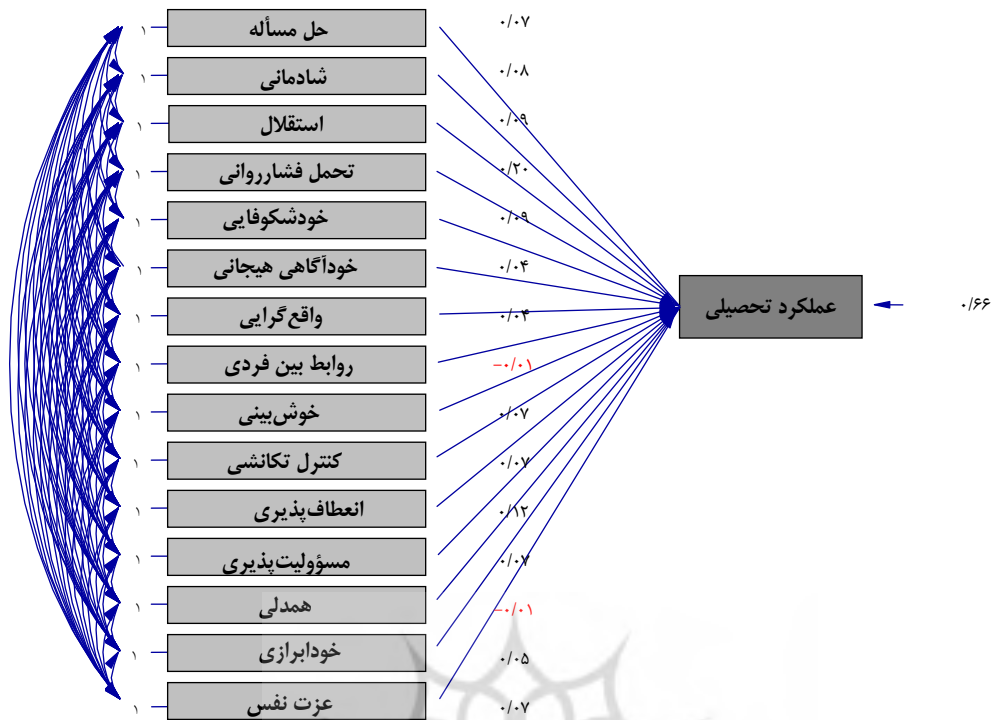 ۱ حل مسأله ۰/۰۷
۱ شادمانی ۰/۰۸
۱ استقلال ۰/۰۹
۱ تحمل فشارروانی ۰/۲۰
۱ خودشکوفایی ۰/۰۹
۱ خودآگاهی هیجانی ۰/۰۴
۱ واقع‌گرایی ۰/۰۴
۱ روابط بین فردی −۰/۰۱
۱ خوش‌بینی ۰/۰۷
۱ کنترل تکانشی ۰/۰۷
۱ انعطاف‌پذیری ۰/۱۲
۱ مسؤولیت‌پذیری ۰/۰۷
۱ همدلی −۰/۰۱
۱ خودابرازی ۰/۰۵
۱ عزت نفس ۰/۰۷
عملکرد تحصیلی ۰/۶۶